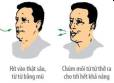 Hít vào thật sâu,
từ từ bằng mũi
Chúm môi từ từ thở ra
cho tới hết khả năng